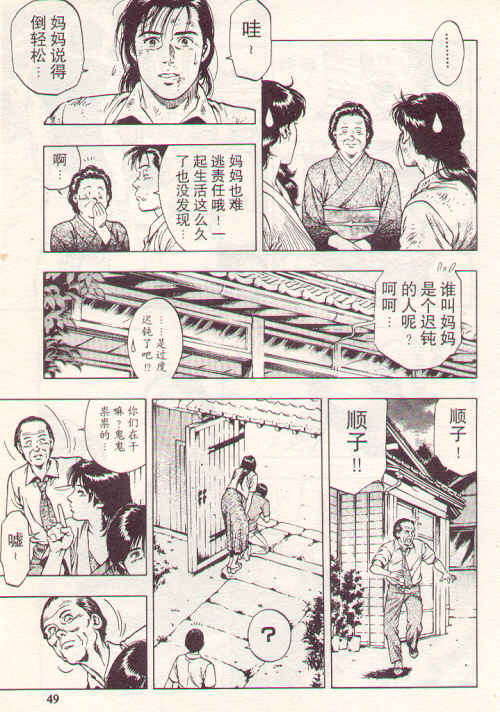 ………
哇～
妈妈说得
倒轻松…
妈妈也难
逃责任哦！一
起生活这么久
了也没发现…
啊…
谁叫妈妈
是个迟钝
的人呢？
呵呵…
……是过度
迟钝了吧!?
顺子！
顺子!!
？
你们在干
嘛？鬼鬼
祟祟的…
嘘～
49